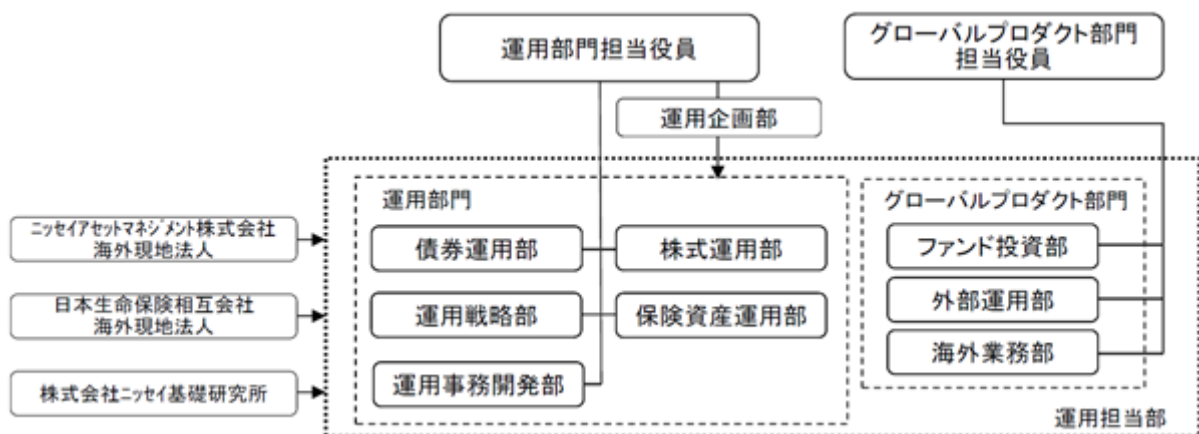 運用部門担当役員
グローバルプロダクト部門
担当役員
運用企画部
運用部門
グローバルプロダクト部門
ニッセイアセットマネジメント株式会社
海外現地法人
債券運用部
株式運用部
ファンド投資部
日本生命保険相互会社
海外現地法人
運用戦略部
保険資産運用部
外部運用部
海外業務部
株式会社ニッセイ基礎研究所
運用事務開発部
運用担当部